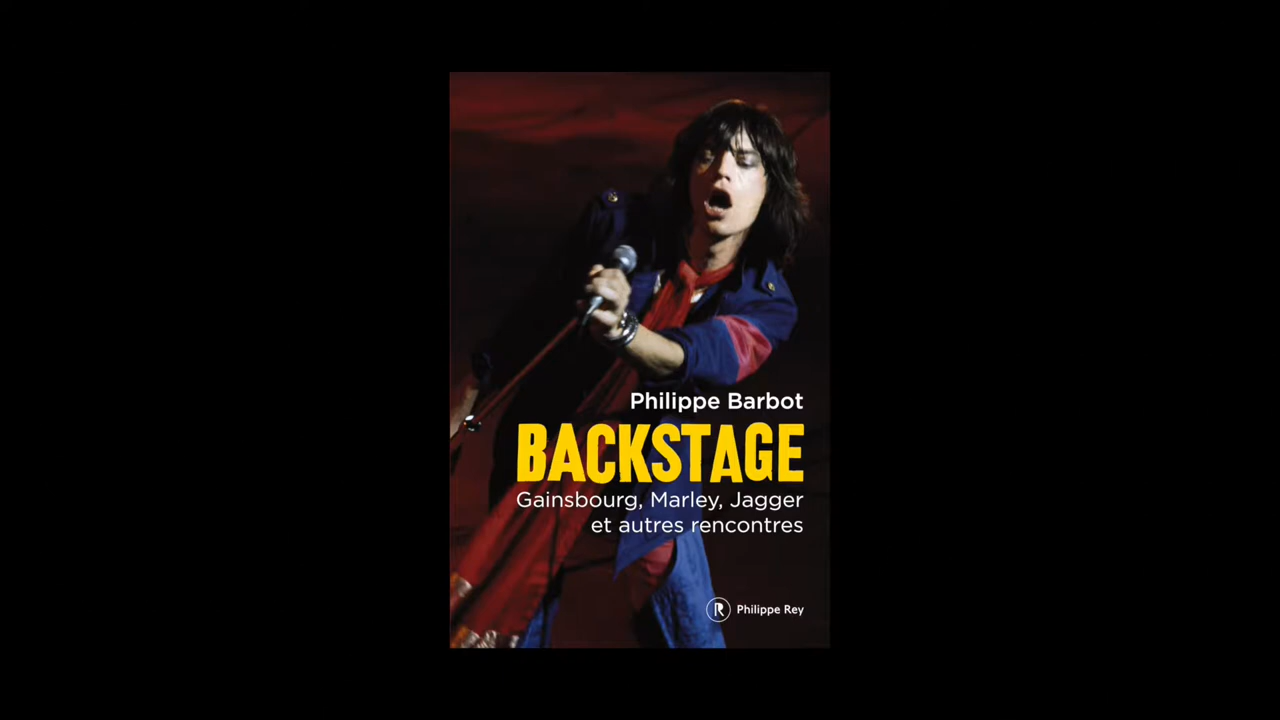 Philippe Barbot
BACKSTAGE
Gainsbourg, Marley, Jagger
et autres rencontres
R Philippe Rey